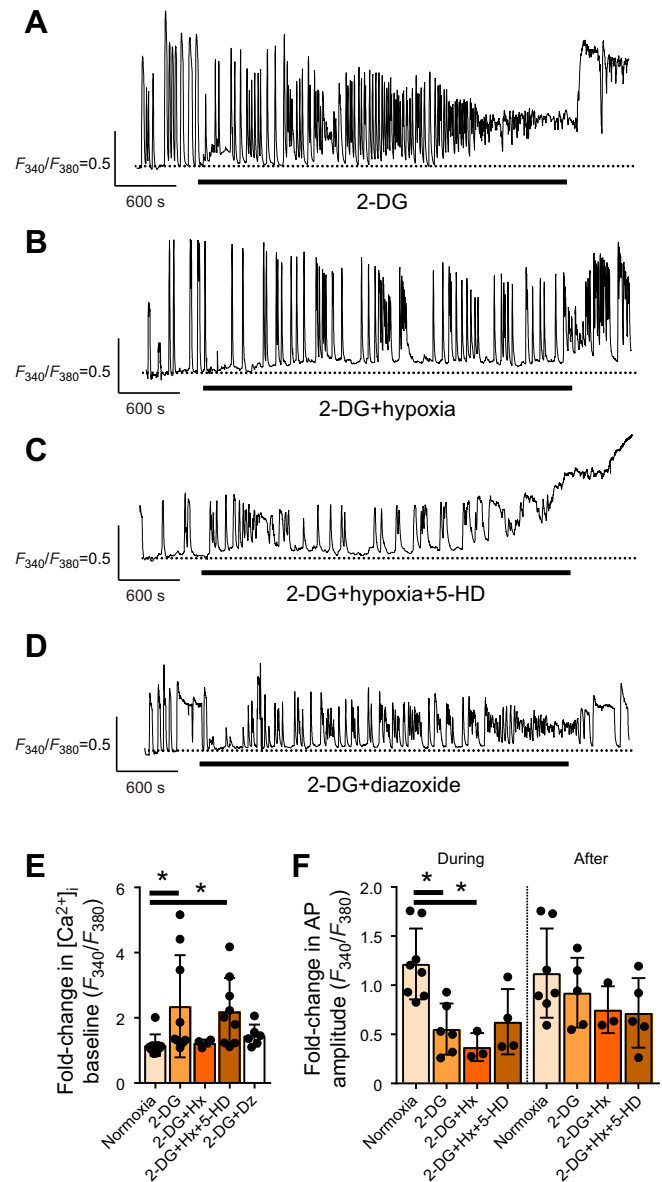 A
F340/F380=0.5
600 s
2-DG
B
F340/F380=0.5
600 s
2-DG+hypoxia
C
F340/F380=0.5
600 s
2-DG+hypoxia+5-HD
D
F340/F380=0.5
600 s
2-DG+diazoxide
E
Fold-change in [Ca2+]i
baseline (F340/F380)
6
4
2
0
*
*
Normoxia
2-DG
2-DG+Hx
2-DG+Hx+5-HD
2-DG+Dz
F
During
After
Fold-change in AP
amplitude (F340/F380)
2.0
1.5
1.0
0.5
0
*
*
Normoxia
2-DG
2-DG+Hx
2-DG+Hx+5-HD
Normoxia
2-DG
2-DG+Hx
2-DG+Hx+5-HD